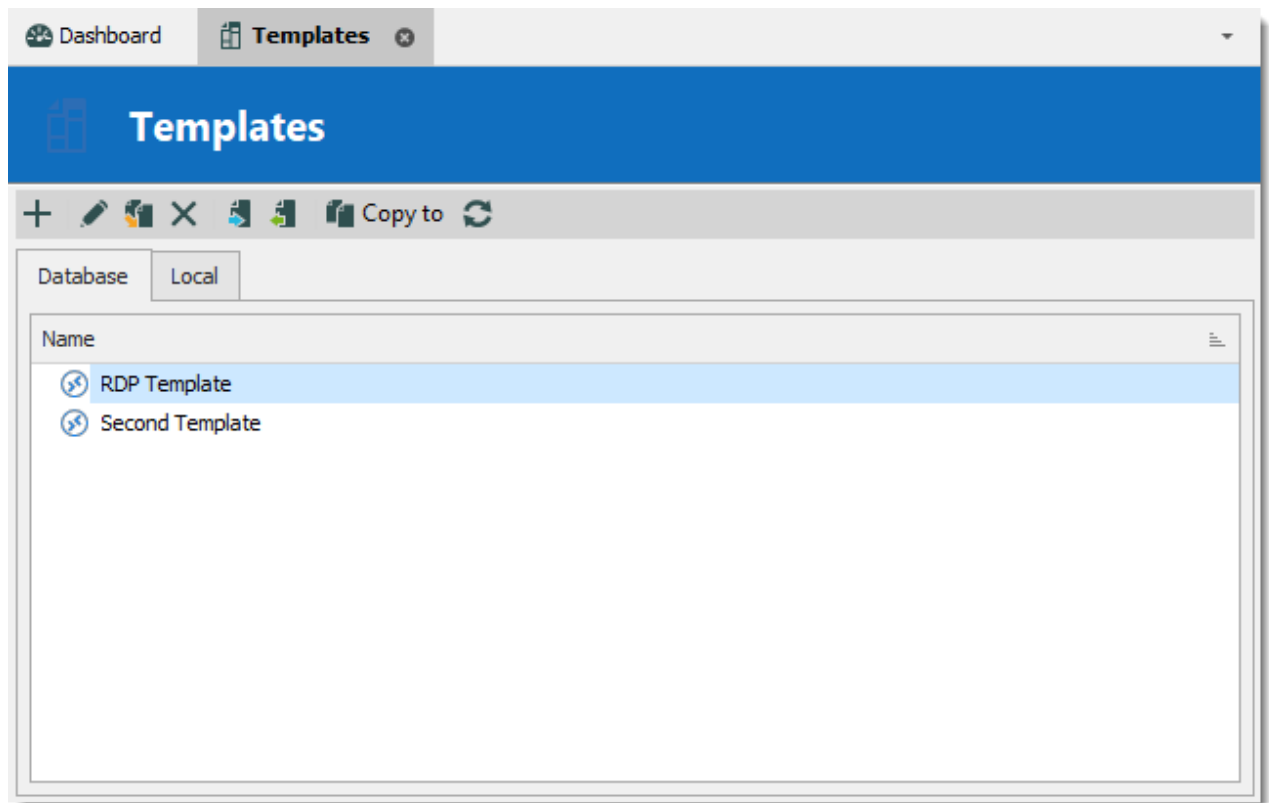 Dashboard Templates
Templates
Copy to
Database Local
Name
RDP Template
Second Template